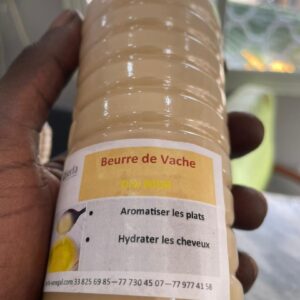 Beurre de Vache
• Aromatiser les plats
• Hydrater les cheveux
33 825 69 85 – 77 730 45 07 – 77 977 41 58